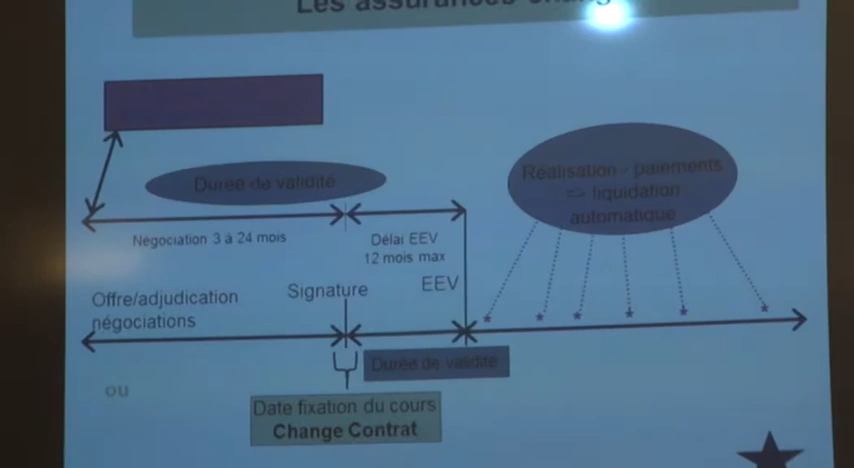 Les assurances chang
Durée de validité
Réalisation - paiements
=> liquidation
automatique
Négociation 3 à 24 mois
Délai EEV
12 mois max
EEV
Signature
Offre/adjudication
négociations
Durée de validité
ou
Date fixation du cours
Change Contrat